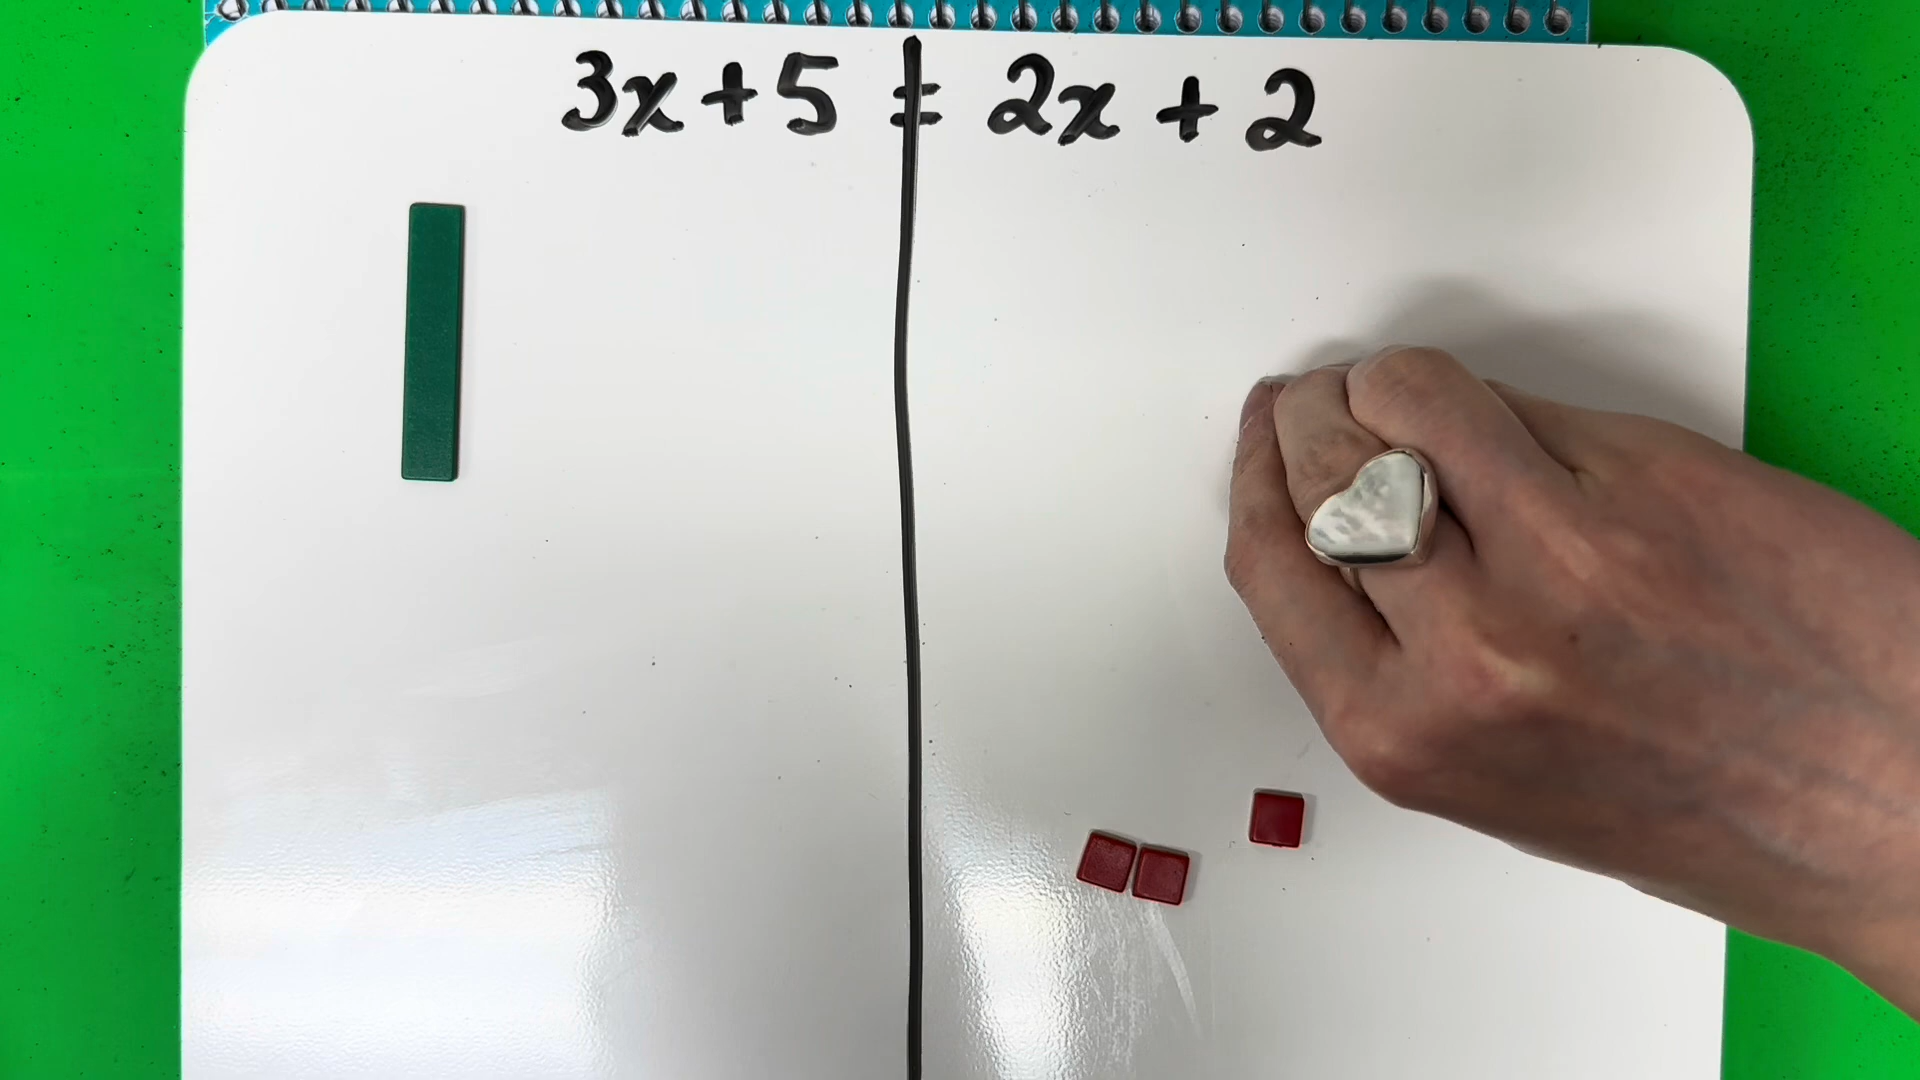 3x + 5 = 2x + 2